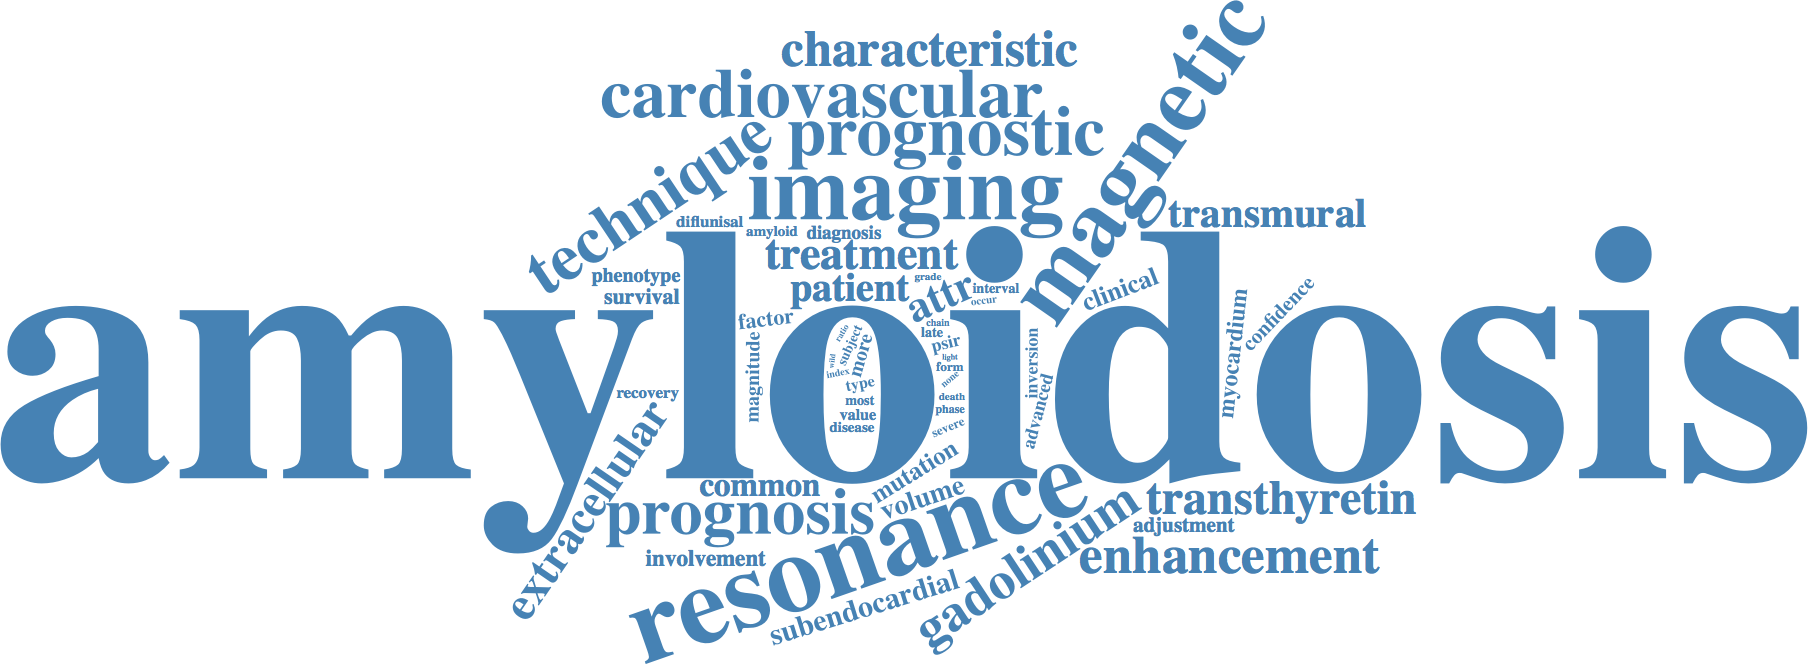 characteristic
cardiovascular
magnetic
prognostic
technique
imaging
transmural
diflunisal
amyloid
diagnosis
treatment
phenotype
patient
grade
attr
interval
occur
clinical
survival
confidence
amyloidosis
factor
magnitude
ratio
subject
more
wild
index
type
most
value
disease
chain
late
psir
light
form
none
death
phase
severe
inversion
advanced
myocardium
recovery
extracellular
common
mutation
volume
prognosis
resonance
transthyretin
adjustment
gadolinium
involvement
enhancement
subendocardial